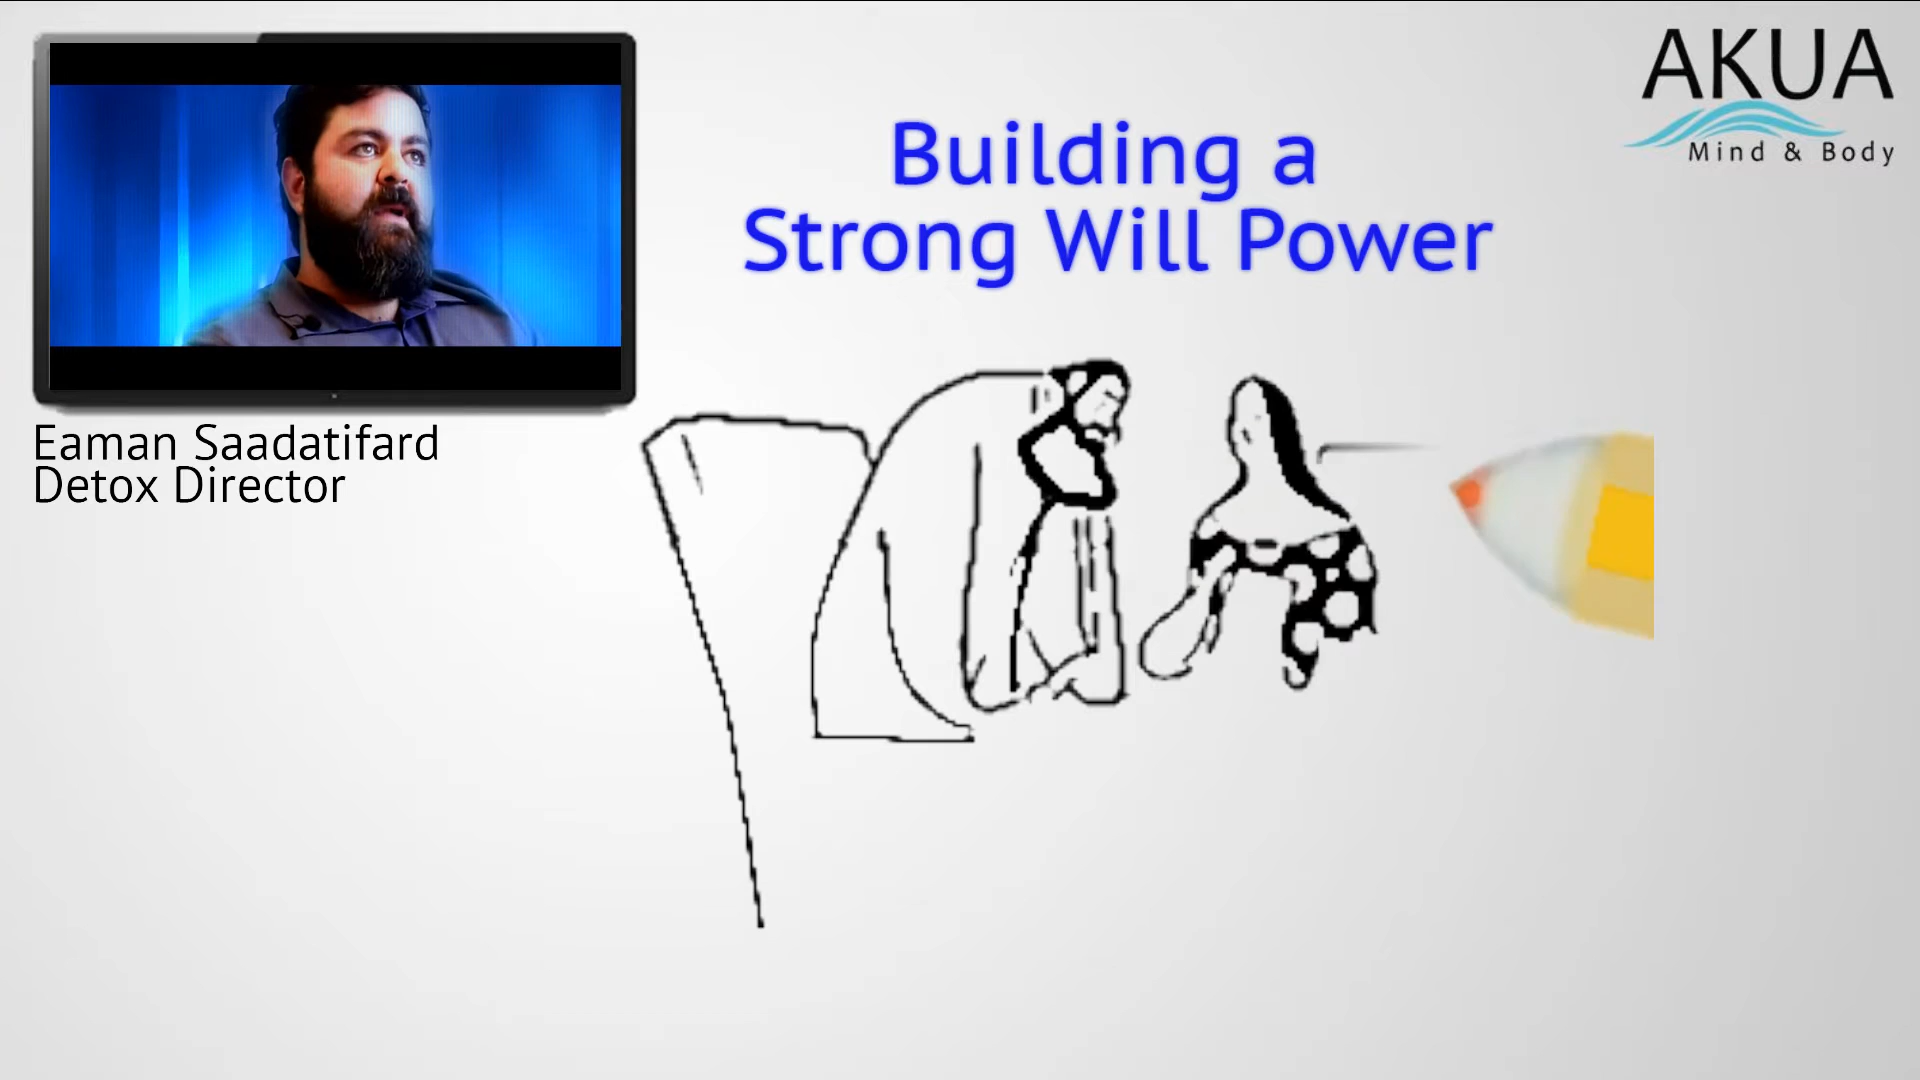 AKUA
Mind & Body
Building a
Strong Will Power
Eaman Saadatifard
Detox Director